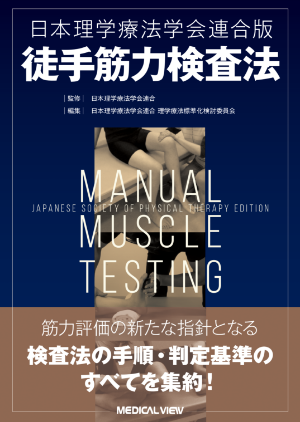 日本理学療法学会連合版
徒手筋力検査法
監修 日本理学療法学会連合
編集 日本理学療法学会連合 理学療法標準化検討委員会
MANUAL
JAPANESE SOCIETY OF PHYSICAL THERAPY EDITION
MUSCLE
TESTING
筋力評価の新たな指針となる
検査法の手順・判定基準の
すべてを集約!
MEDICAL VIEW